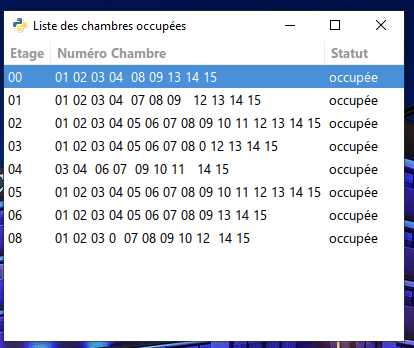 Liste des chambres occupées
Etage Numéro Chambre Statut
00 01 02 03 04 08 09 13 14 15 occupée
01 01 02 03 04 07 08 09 12 13 14 15 occupée
02 01 02 03 04 05 06 07 08 09 10 11 12 13 14 15 occupée
03 01 02 03 04 05 06 07 08 0 12 13 14 15 occupée
04 03 04 06 07 09 10 11 14 15 occupée
05 01 02 03 04 05 06 07 08 09 10 11 12 13 14 15 occupée
06 01 02 03 04 05 06 07 08 09 13 14 15 occupée
08 01 02 03 0 07 08 09 10 12 14 15 occupée